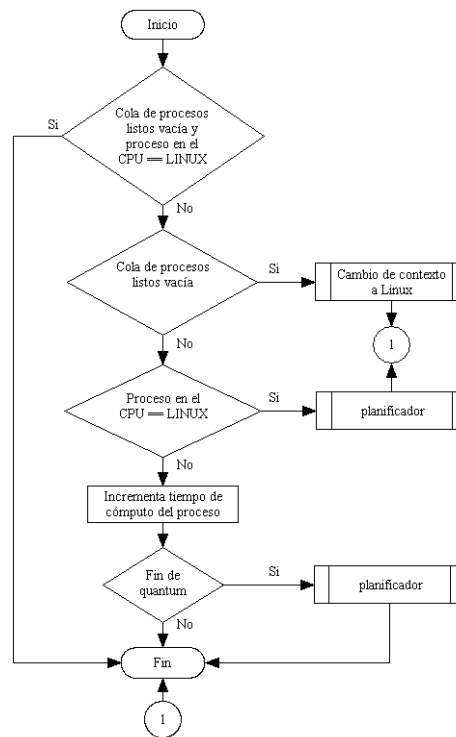 Inicio
Cola de procesos
listos vacía y
proceso en el
CPU == LINUX
Si
No
Cola de procesos
listos vacía
Si
Cambio de contexto
a Linux
1
No
Proceso en el
CPU == LINUX
Si
planificador
No
Incrementa tiempo de
cómputo del proceso
Fin de
quantum
Si
planificador
No
Fin
1